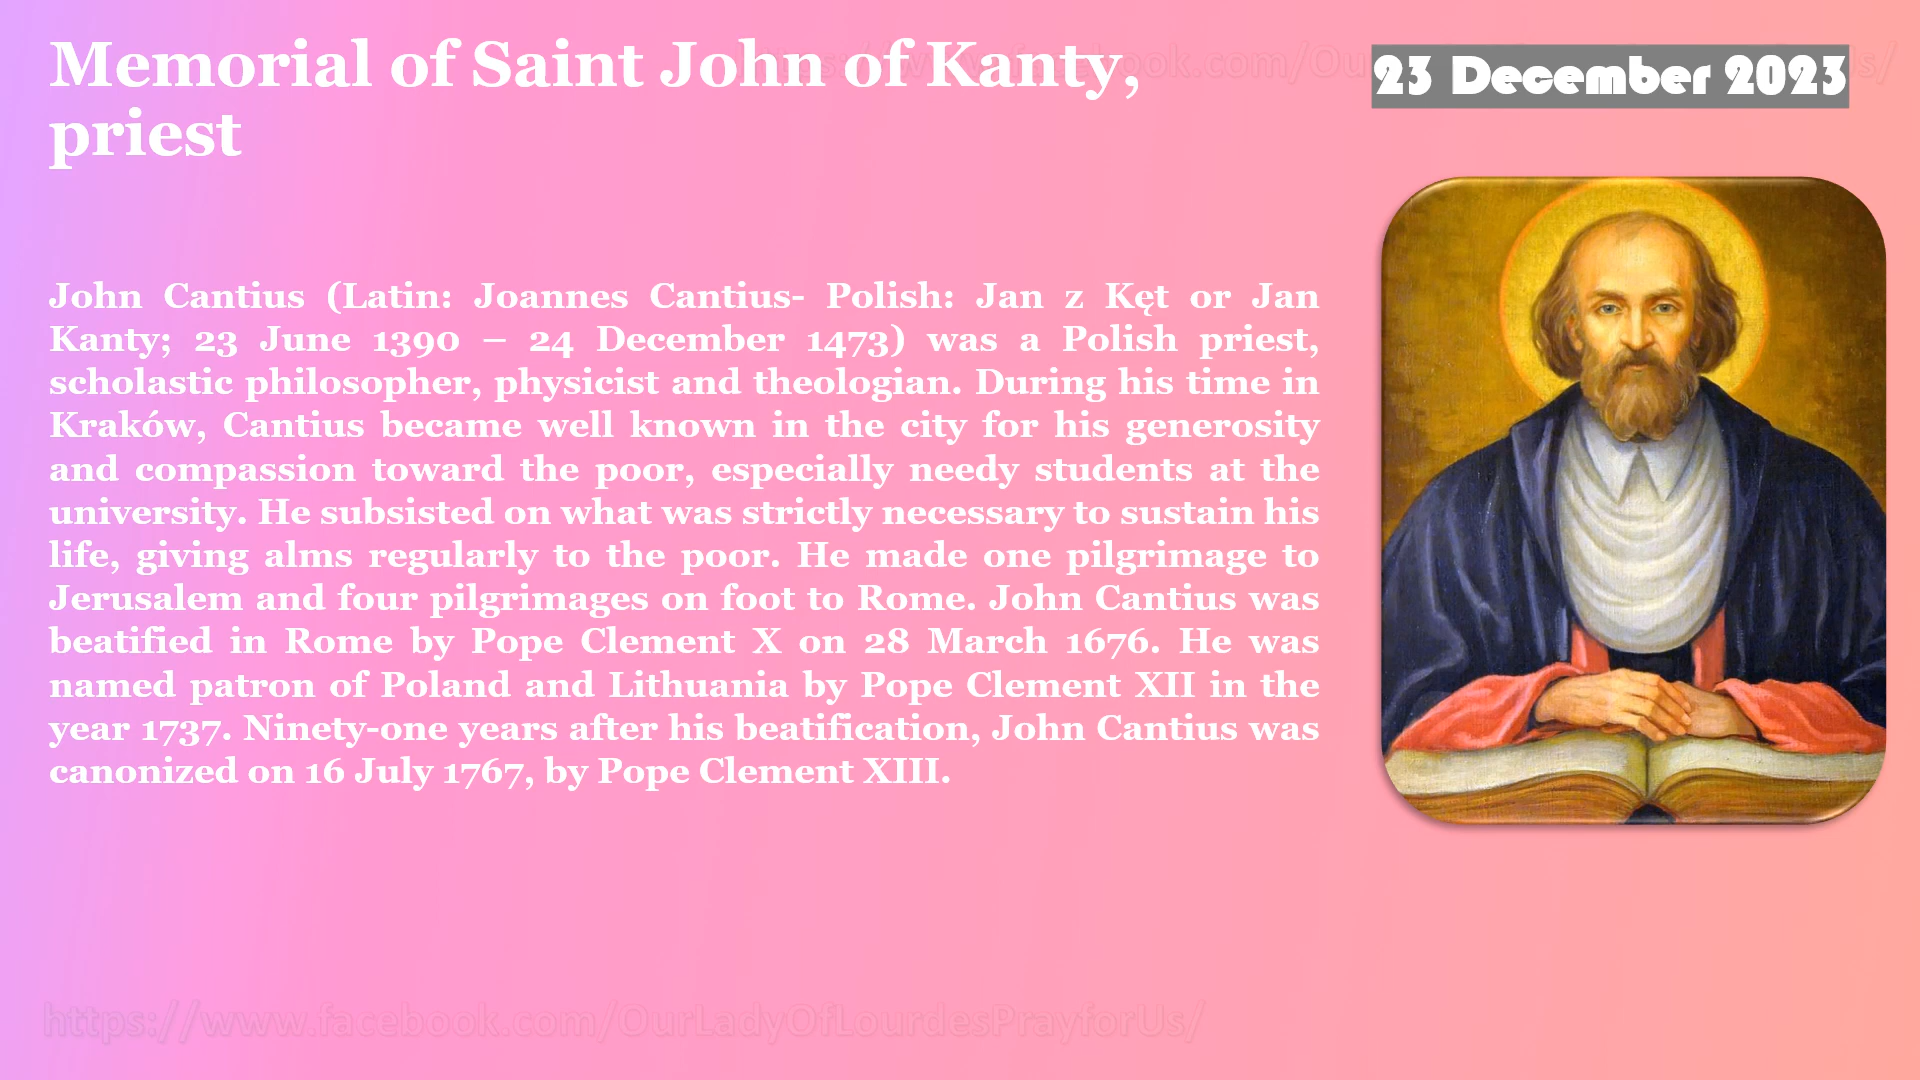 Memorial of Saint John of Kanty,
priest
23 December 2023
John Cantius (Latin: Joannes Cantius- Polish: Jan z Kęt or Jan
Kanty; 23 June 1390 – 24 December 1473) was a Polish priest,
scholastic philosopher, physicist and theologian. During his time in
Kraków, Cantius became well known in the city for his generosity
and compassion toward the poor, especially needy students at the
university. He subsisted on what was strictly necessary to sustain his
life, giving alms regularly to the poor. He made one pilgrimage to
Jerusalem and four pilgrimages on foot to Rome. John Cantius was
beatified in Rome by Pope Clement X on 28 March 1676. He was
named patron of Poland and Lithuania by Pope Clement XII in the
year 1737. Ninety-one years after his beatification, John Cantius was
canonized on 16 July 1767, by Pope Clement XIII.
https://www.facebook.com/OurLadyOfLourdesPrayforUs/